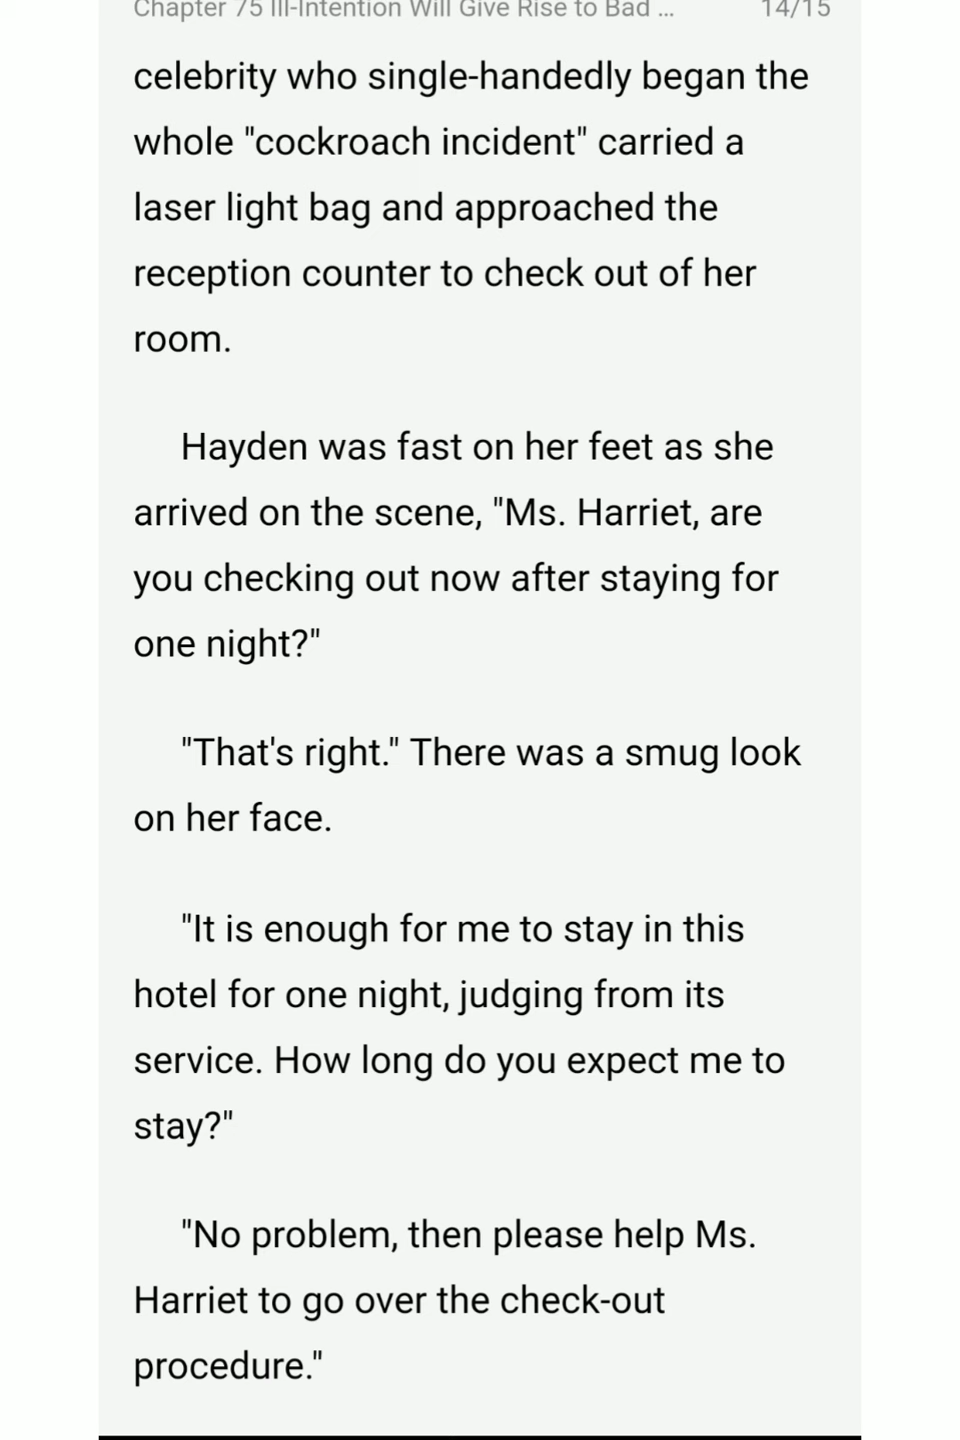 Chapter 75 Ill-Intention Will Give Rise to Bad ... 14/15
celebrity who single-handedly began the
whole "cockroach incident" carried a
laser light bag and approached the
reception counter to check out of her
room.
Hayden was fast on her feet as she
arrived on the scene, "Ms. Harriet, are
you checking out now after staying for
one night?"
"That's right." There was a smug look
on her face.
"It is enough for me to stay in this
hotel for one night, judging from its
service. How long do you expect me to
stay?"
"No problem, then please help Ms.
Harriet to go over the check-out
procedure."